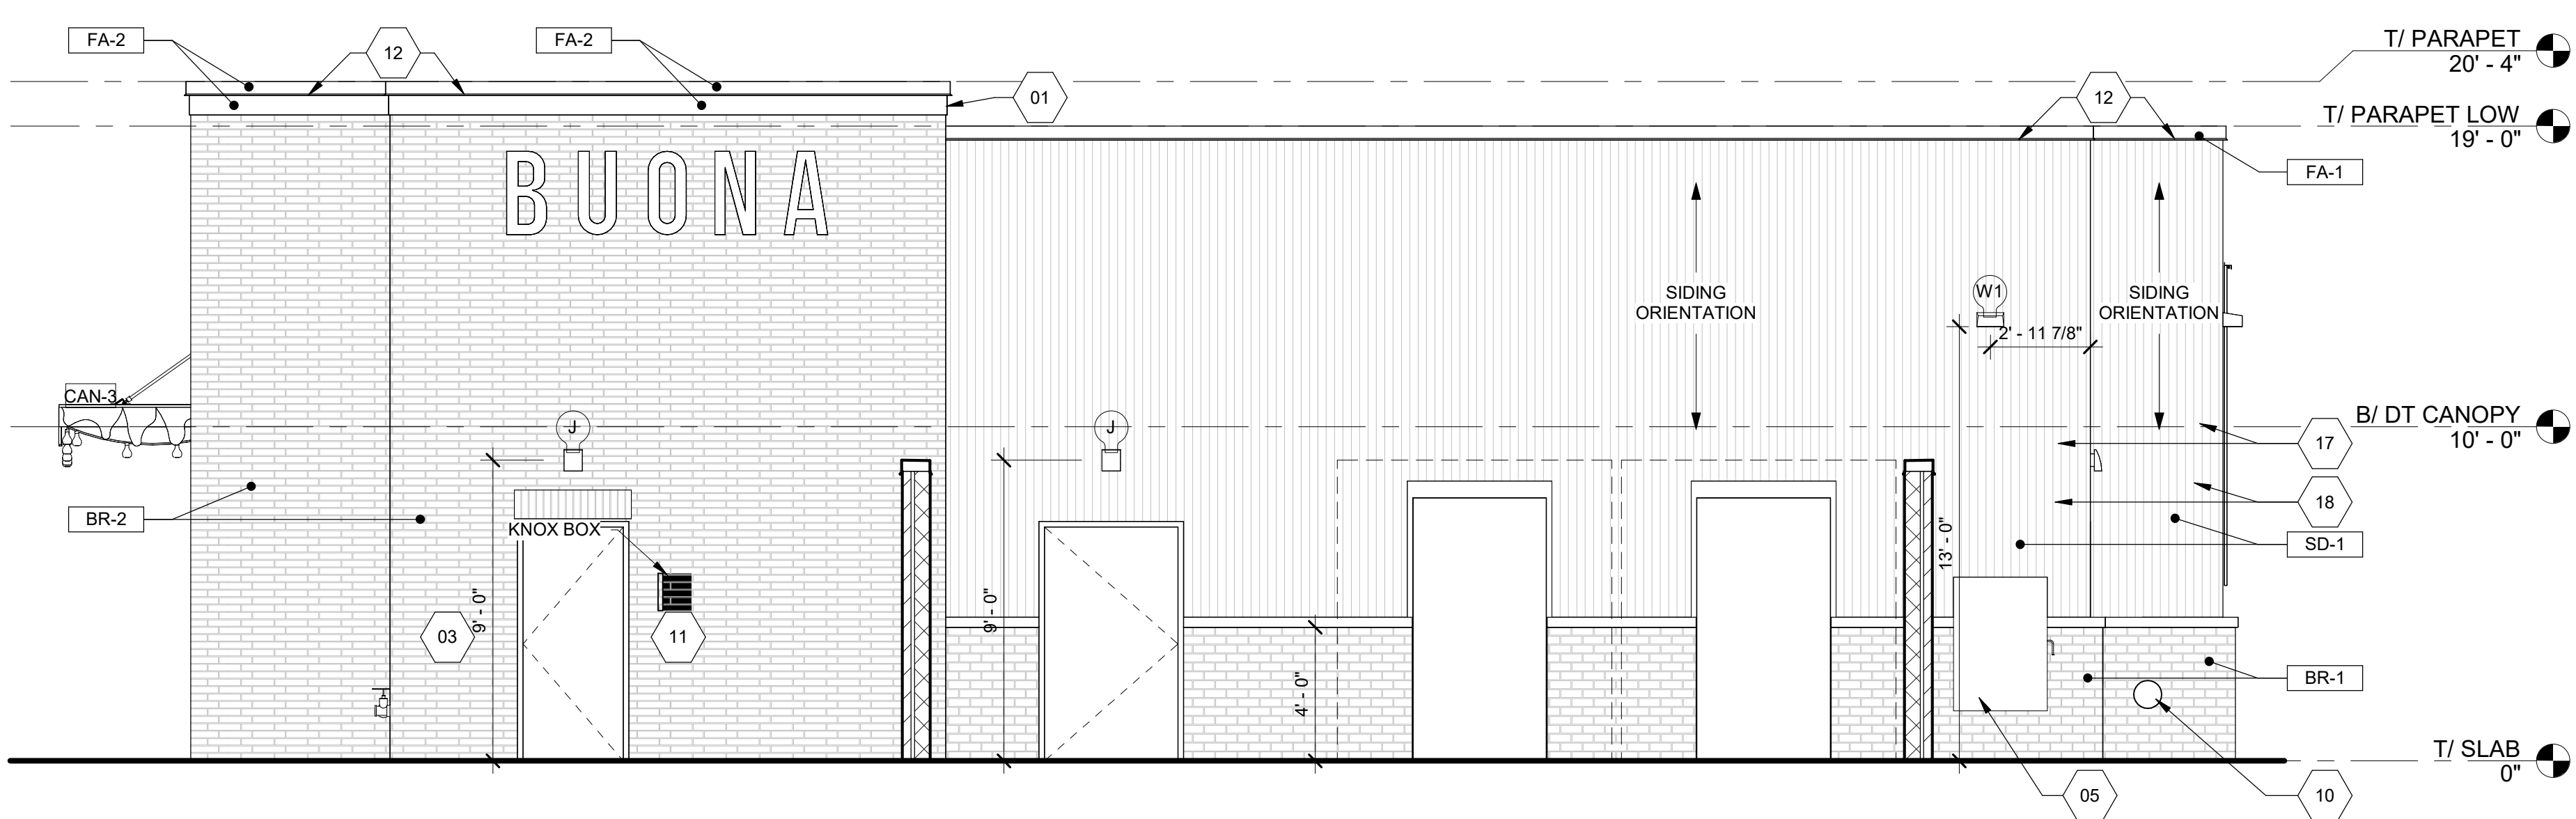 FA-2
12
FA-2
T/ PARAPET
20' - 4"
01
12
T/ PARAPET LOW
19' - 0"
FA-1
BUONA
SIDING
ORIENTATION
W1
SIDING
ORIENTATION
2' - 11 7/8"
CAN-3
J
J
B/ DT CANOPY
10' - 0"
17
18
BR-2
KNOX BOX
13' - 0"
SD-1
9' - 0"
03
11
9' - 0"
4' - 0"
BR-1
T/ SLAB
0"
05
10